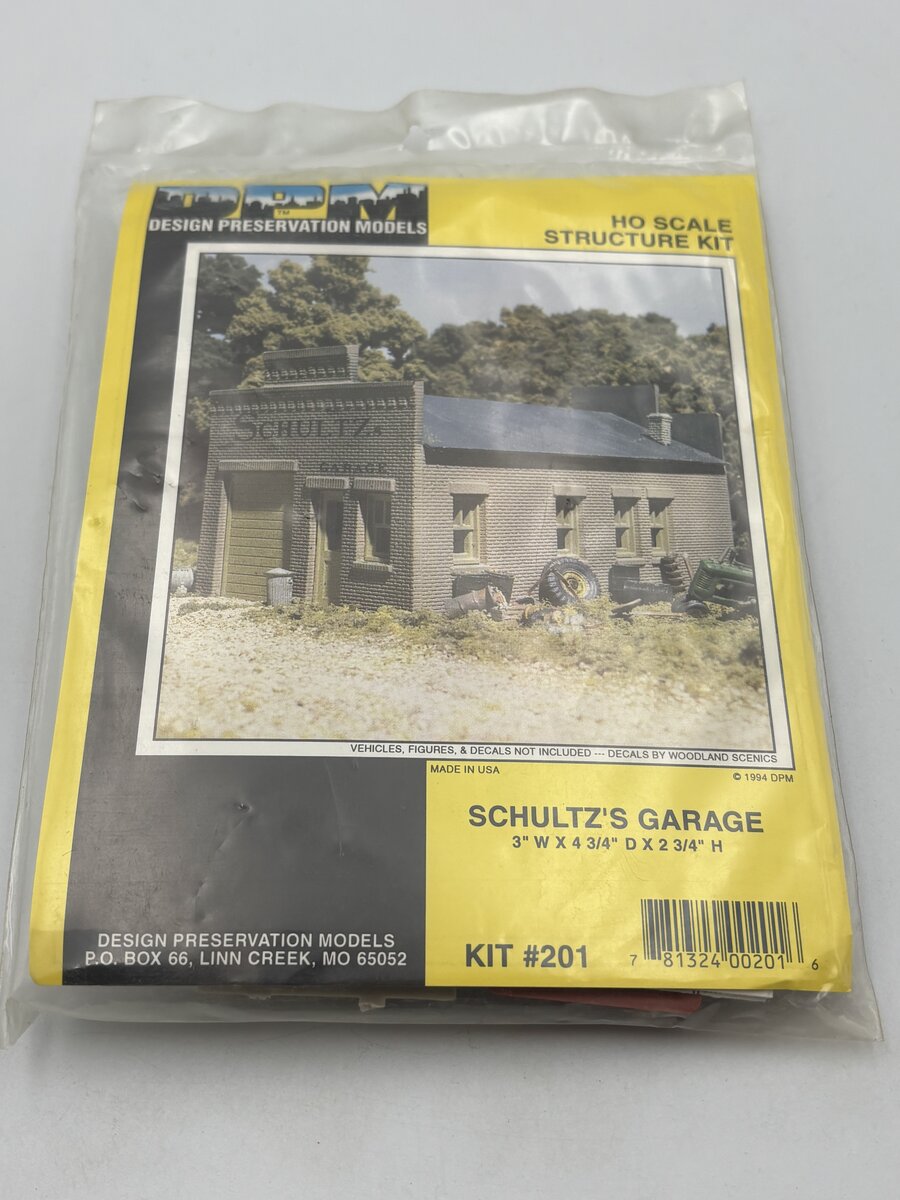 DPM
TM
DESIGN PRESERVATION MODELS
HO SCALE
STRUCTURE KIT
SCHULTZ's
GARAGE
VEHICLES, FIGURES, & DECALS NOT INCLUDED --- DECALS BY WOODLAND SCENICS
MADE IN USA
© 1994 DPM
SCHULTZ'S GARAGE
3" W X 4 3/4" D X 2 3/4" H
DESIGN PRESERVATION MODELS
P.O. BOX 66, LINN CREEK, MO 65052
KIT #201
7 81324 00201 6